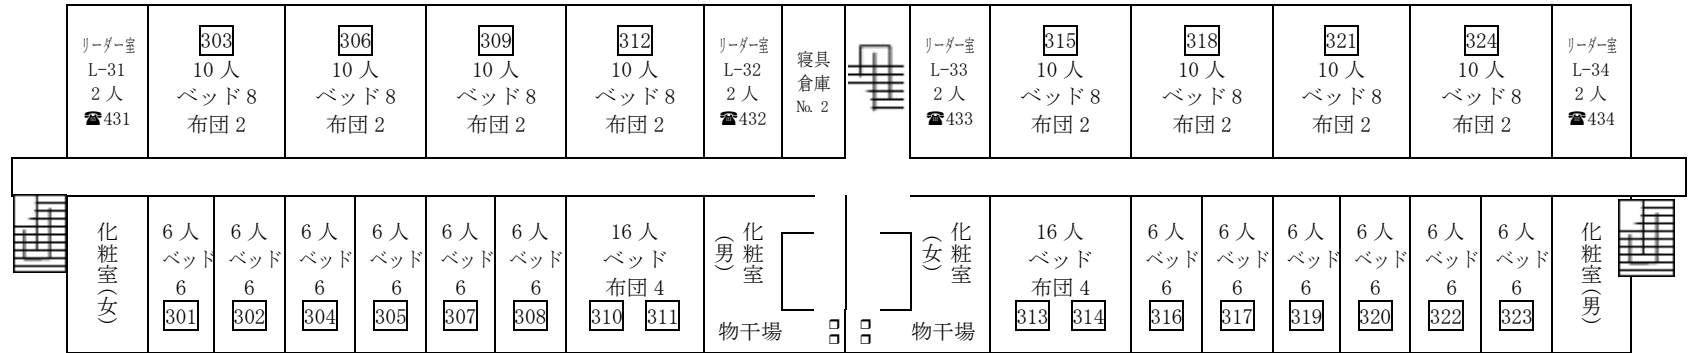 リーダー室
L-31
2人
☎431
303
10人
ベッド8
布団2
306
10人
ベッド8
布団2
309
10人
ベッド8
布団2
312
10人
ベッド8
布団2
リーダー室
L-32
2人
☎432
寝具
倉庫
№2
リーダー室
L-33
2人
☎433
315
10人
ベッド8
布団2
318
10人
ベッド8
布団2
321
10人
ベッド8
布団2
324
10人
ベッド8
布団2
リーダー室
L-34
2人
☎434
化粧室(女)
6人
ベッド
6
301
6人
ベッド
6
302
6人
ベッド
6
304
6人
ベッド
6
305
6人
ベッド
6
307
6人
ベッド
6
308
16人
ベッド
布団4
310 311
化粧室
(男)
物干場
化粧室
(女)
物干場
16人
ベッド
布団4
313 314
6人
ベッド
6
316
6人
ベッド
6
317
6人
ベッド
6
319
6人
ベッド
6
320
6人
ベッド
6
322
6人
ベッド
6
323
化粧室(男)